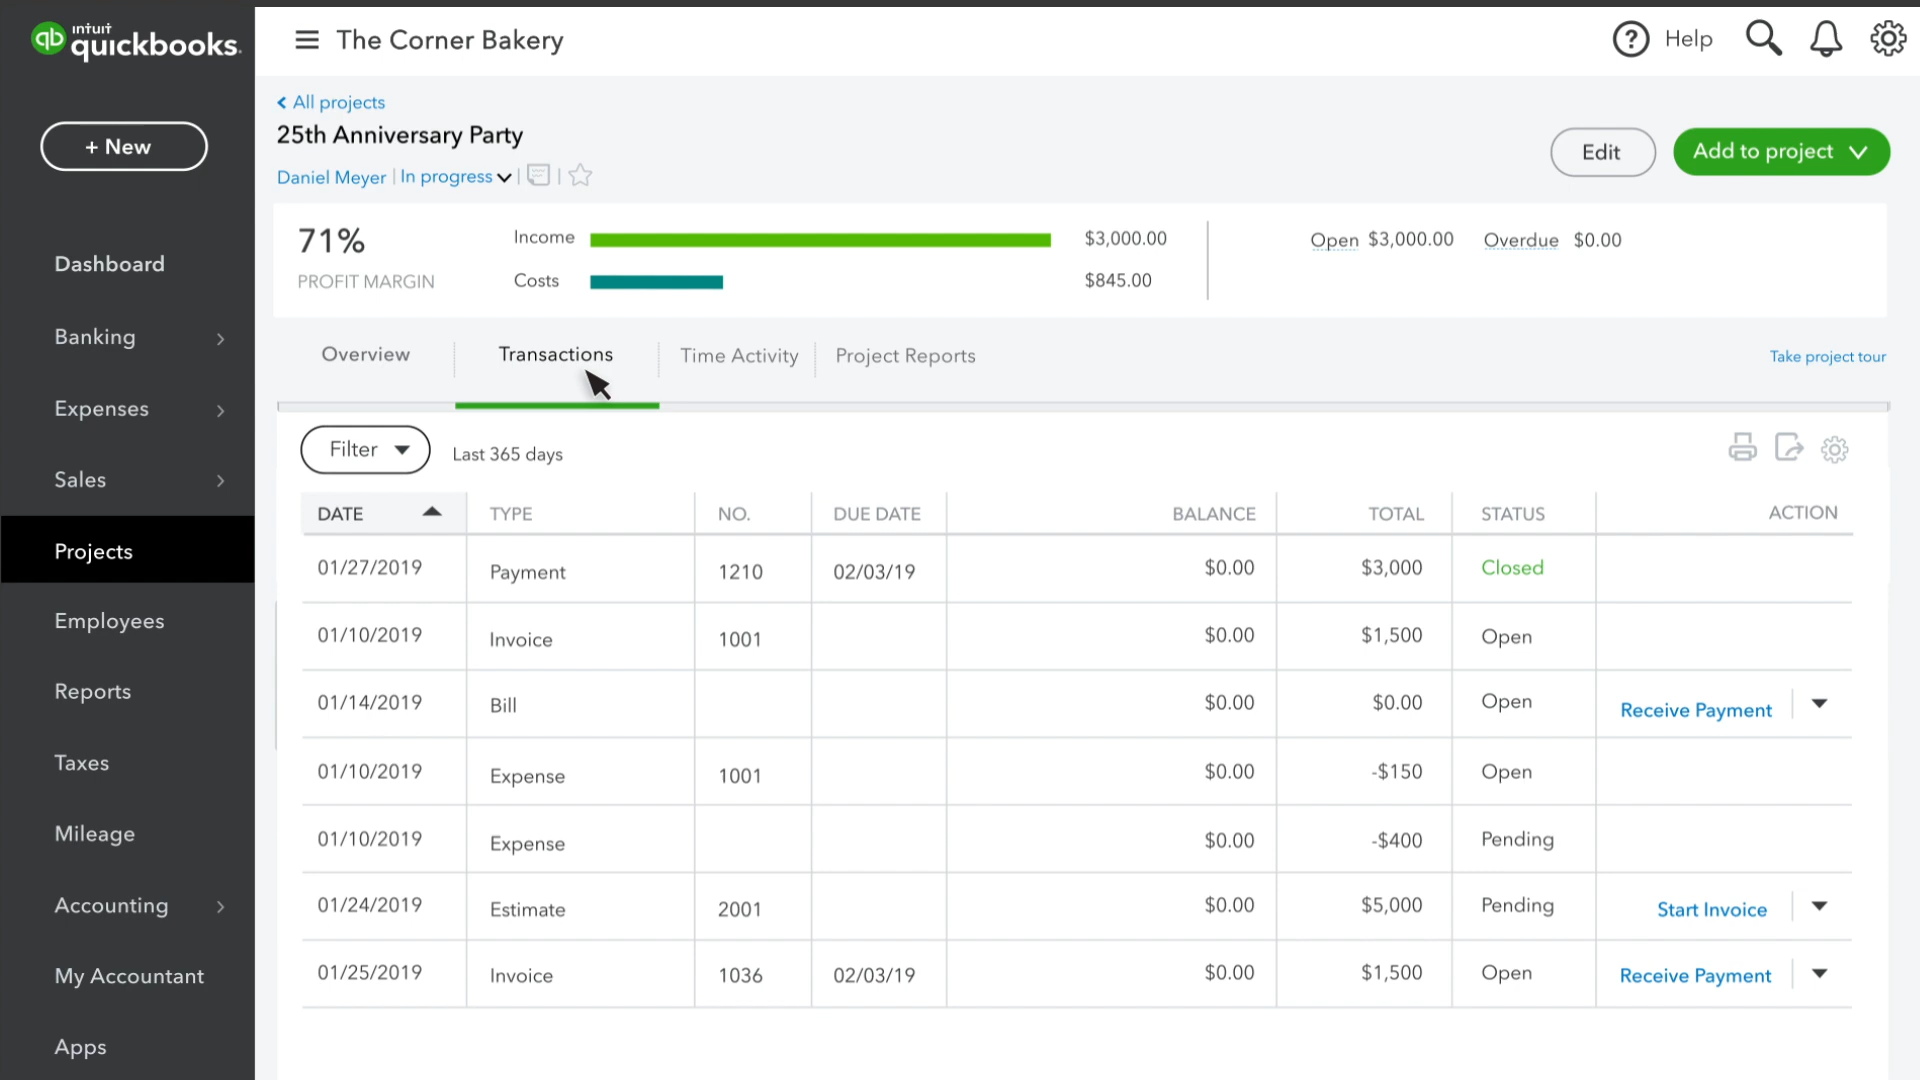 intuit
qb quickbooks.
The Corner Bakery
? Help
+ New
All projects
25th Anniversary Party
Daniel Meyer | In progress
Edit
Add to project
71%
PROFIT MARGIN
Income $3,000.00
Costs $845.00
Open $3,000.00 Overdue $0.00
Dashboard
Banking
Expenses
Sales
Projects
Employees
Reports
Taxes
Mileage
Accounting
My Accountant
Apps
Overview Transactions Time Activity Project Reports
Take project tour
Filter Last 365 days
DATE TYPE NO. DUE DATE BALANCE TOTAL STATUS ACTION
01/27/2019 Payment 1210 02/03/19 $0.00 $3,000 Closed
01/10/2019 Invoice 1001 $0.00 $1,500 Open
01/14/2019 Bill $0.00 $0.00 Open Receive Payment
01/10/2019 Expense 1001 $0.00 -$150 Open
01/10/2019 Expense $0.00 -$400 Pending
01/24/2019 Estimate 2001 $0.00 $5,000 Pending Start Invoice
01/25/2019 Invoice 1036 02/03/19 $0.00 $1,500 Open Receive Payment